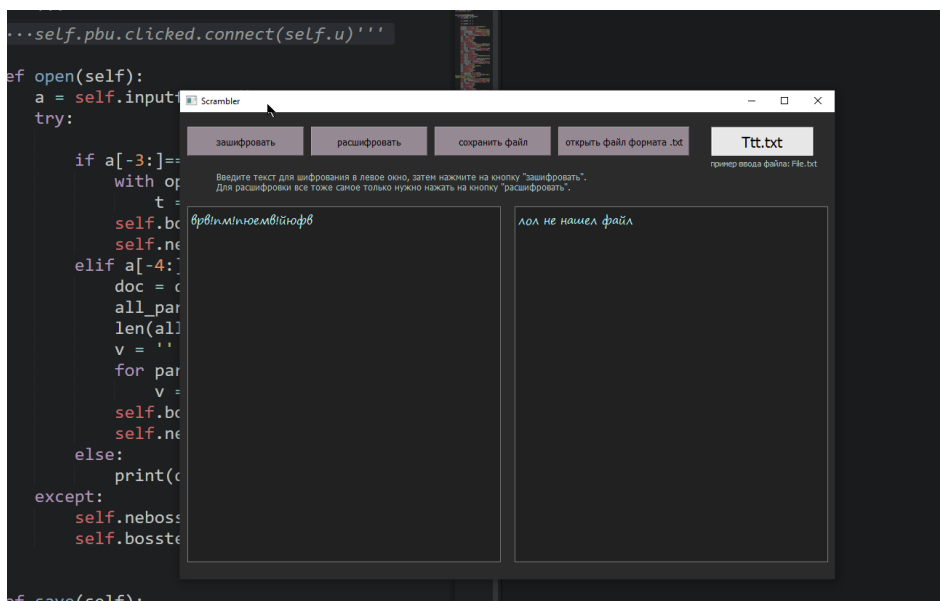 ···self.pbu.clicked.connect(self.u)'''
ef open(self):
a = self.input
try:
if a[-3:]==
with op
t =
self.bo
self.ne
elif a[-4:]
doc = d
all_par
len(all
v = ''
for par
v =
self.bo
self.ne
else:
print(
except:
self.neboss
self.bosste
ef save(self):
Scrambler
зашифровать
расшифровать
сохранить файл
открыть файл формата .txt
Ttt.txt
пример ввода файла: File.txt
Введите текст для шифрования в левое окно, затем нажмите на кнопку "зашифровать".
Для расшифровки все тоже самое только нужно нажать на кнопку "расшифровать".
врв!пм!пюемв!йюфв
лол не нашел файл